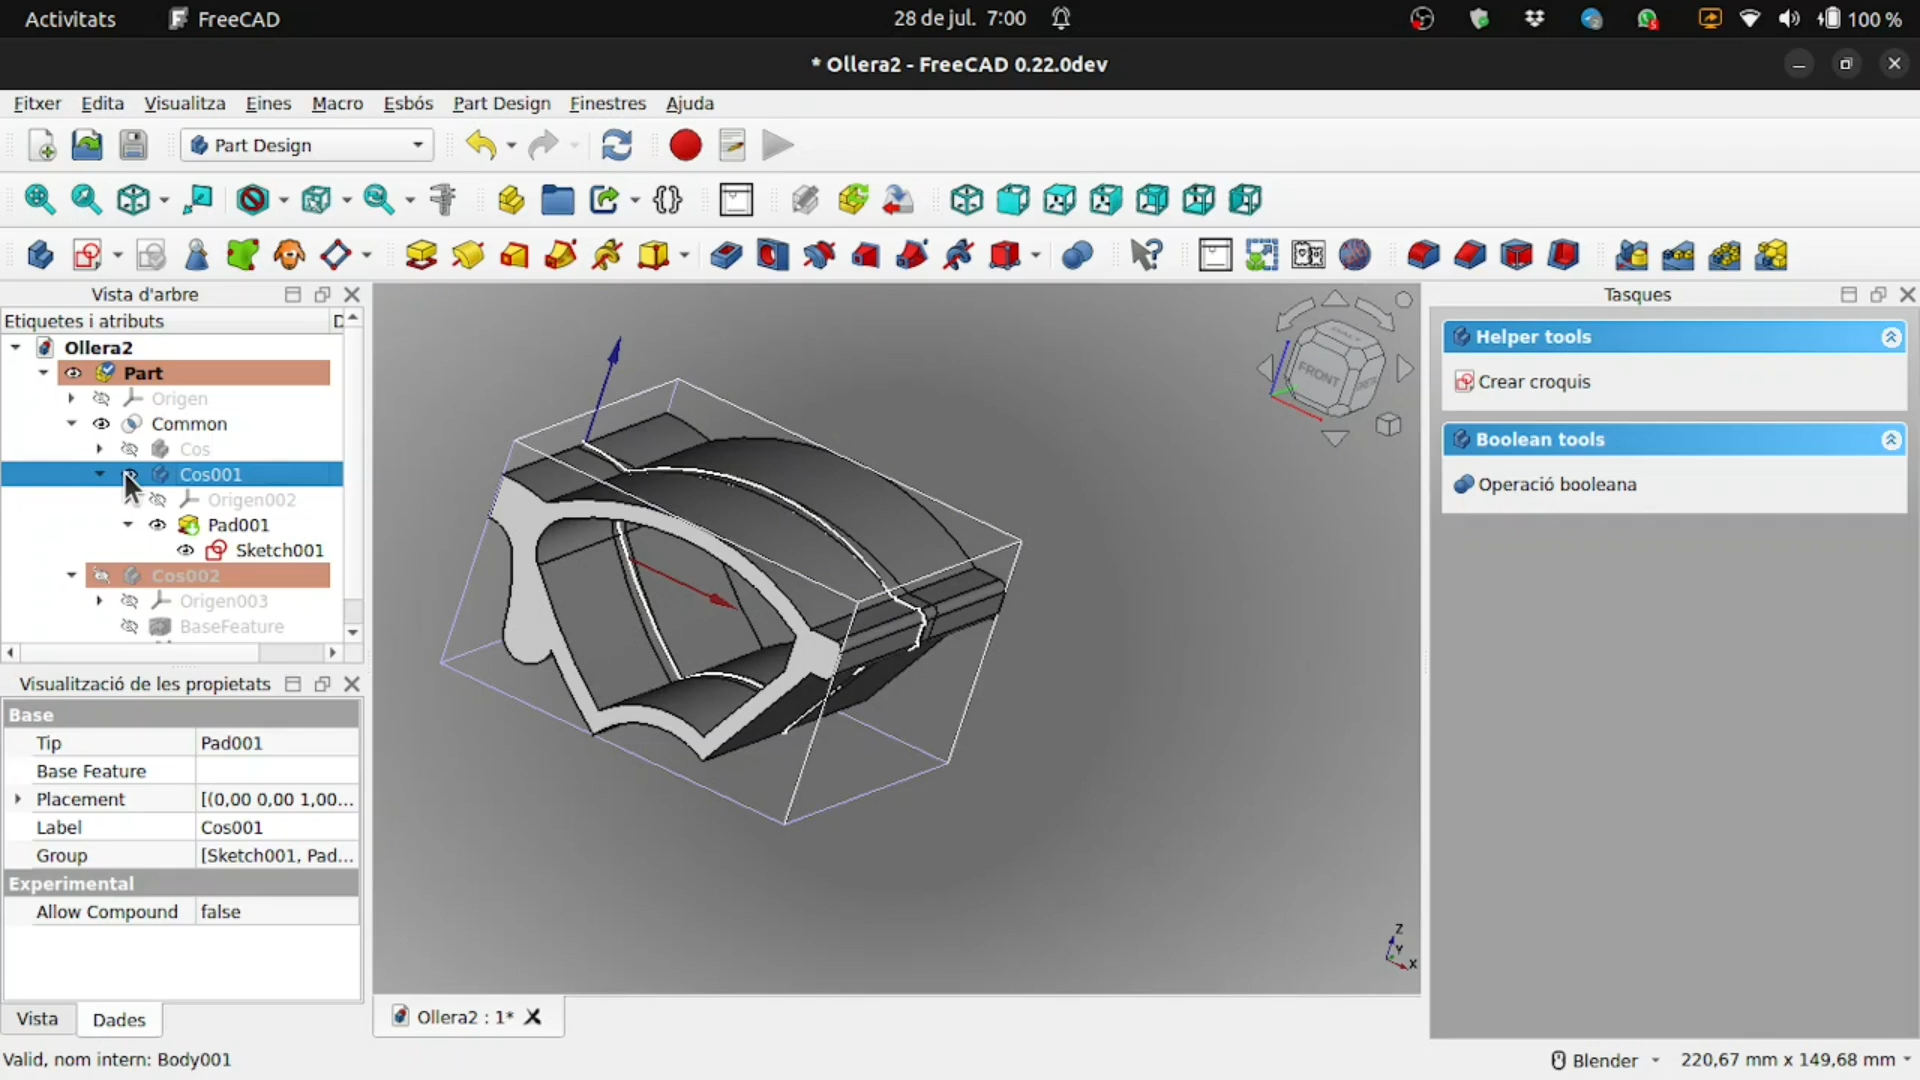 Activitats
FreeCAD
28 de jul. 7:00
100 %
* Ollera2 - FreeCAD 0.22.0dev
Fitxer Edita Visualitza Eines Macro Esbós Part Design Finestres Ajuda
Part Design
Vista d'arbre
Etiquetes i atributs
D
Ollera2
Part
Origen
Common
Cos
Cos001
Origen002
Pad001
Sketch001
Cos002
Origen003
BaseFeature
Visualització de les propietats
Base
Tip Pad001
Base Feature
Placement [(0,00 0,00 1,00...
Label Cos001
Group [Sketch001, Pad...
Experimental
Allow Compound false
Vista Dades
FRONT
Z
Y
X
Ollera2 : 1*
Tasques
Helper tools
Crear croquis
Boolean tools
Operació booleana
Valid, nom intern: Body001
Blender
220,67 mm x 149,68 mm